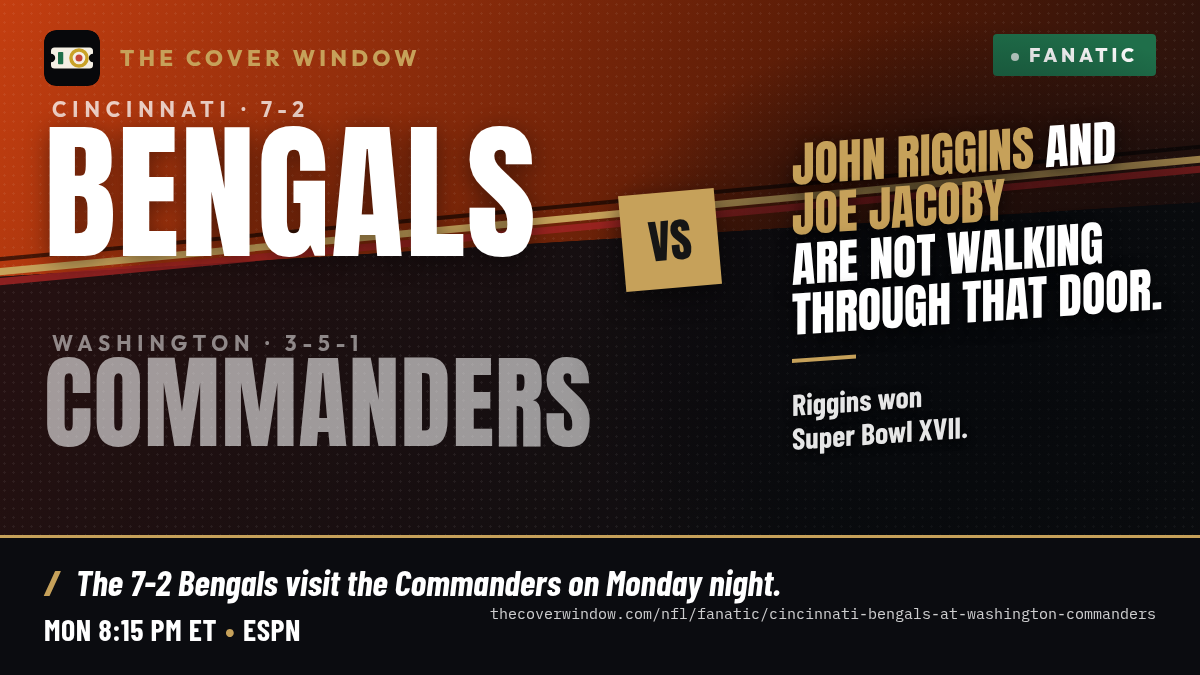 THE COVER WINDOW
FANATIC
CINCINNATI · 7-2
BENGALS
VS
WASHINGTON · 3-5-1
COMMANDERS
JOHN RIGGINS AND
JOE JACOBY
ARE NOT WALKING
THROUGH THAT DOOR.
Riggins won
Super Bowl XVII.
/ The 7-2 Bengals visit the Commanders on Monday night.
MON 8:15 PM ET • ESPN
thecoverwindow.com/nfl/fanatic/cincinnati-bengals-at-washington-commanders